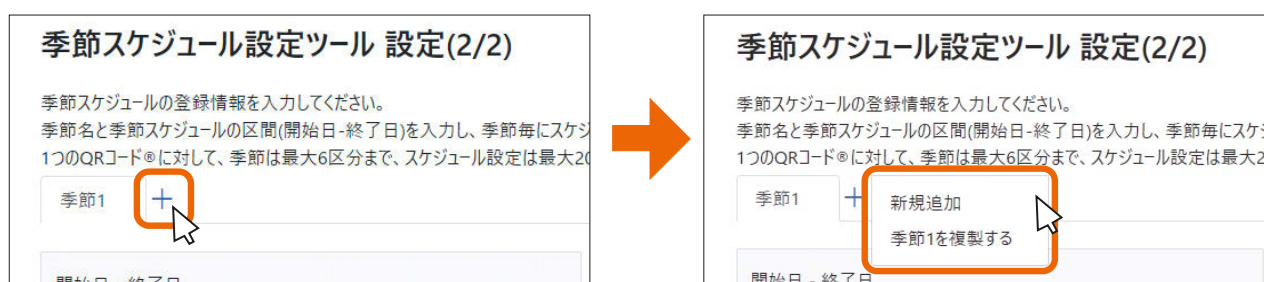 季節スケジュール設定ツール 設定(2/2)
季節スケジュールの登録情報を入力してください。
季節名と季節スケジュールの区間(開始日-終了日)を入力し、季節毎にスケジ
1つのQRコード®に対して、季節は最大6区分まで、スケジュール設定は最大20
季節1
+
開始日 - 終了日
季節スケジュール設定ツール 設定(2/2)
季節スケジュールの登録情報を入力してください。
季節名と季節スケジュールの区間(開始日-終了日)を入力し、季節毎にスケジ
1つのQRコード®に対して、季節は最大6区分まで、スケジュール設定は最大2
季節1
+
新規追加
季節1を複製する
開始日 - 終了日